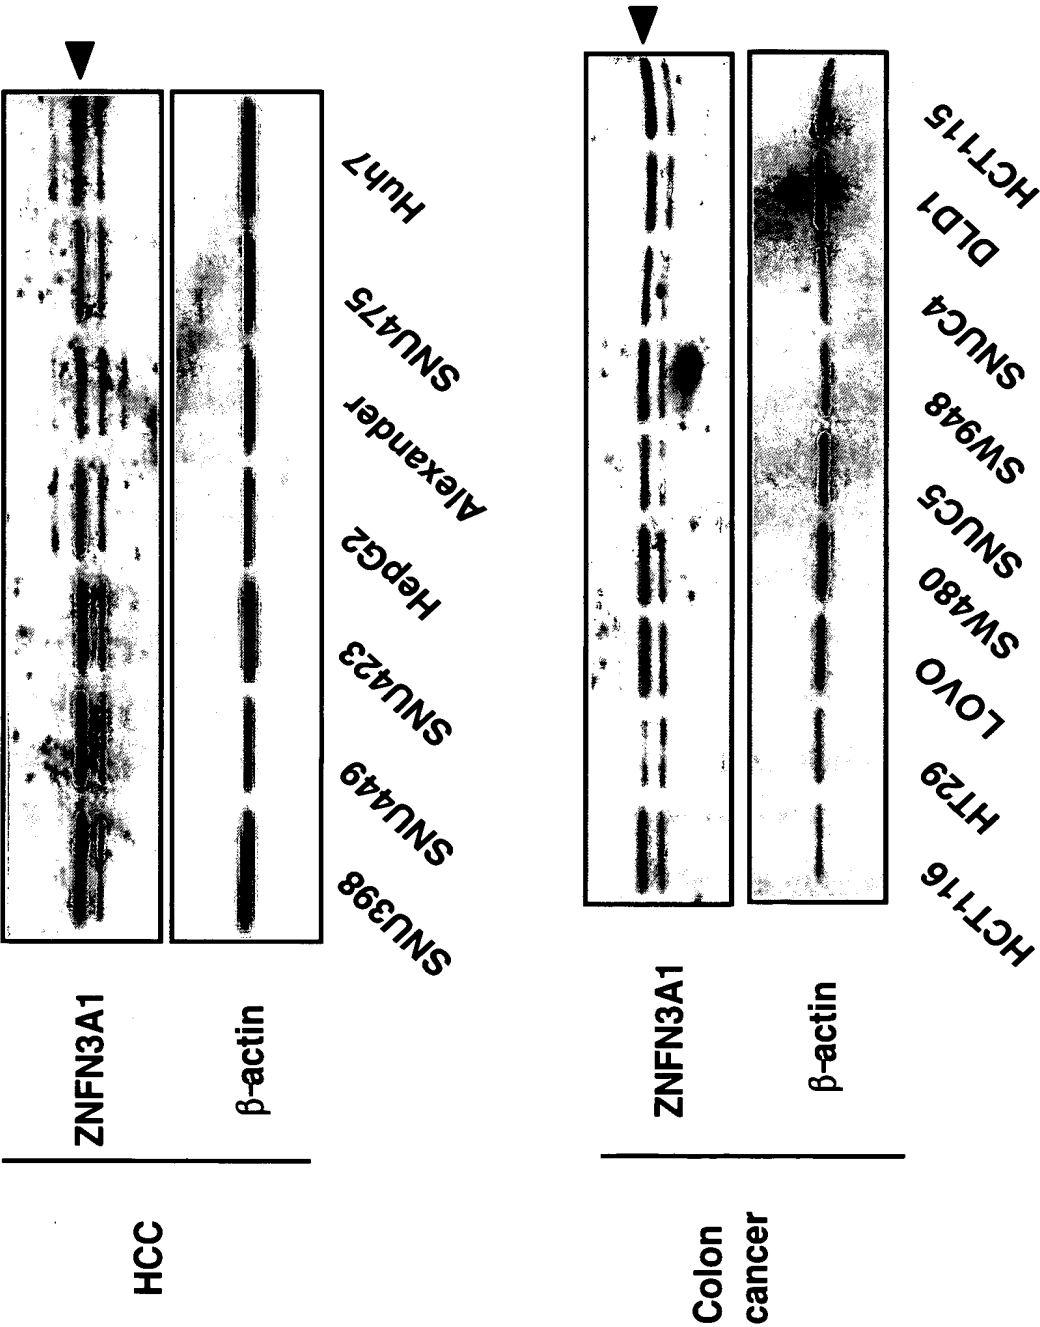 HCC
ZNFN3A1
β-actin
SNU398
SNU449
SNU423
HepG2
Alexander
SNU475
Huh7
Colon
cancer
ZNFN3A1
β-actin
HCT116
HT29
LOVO
SW480
SNUC5
SW948
SNUC4
DLD1
HCT115